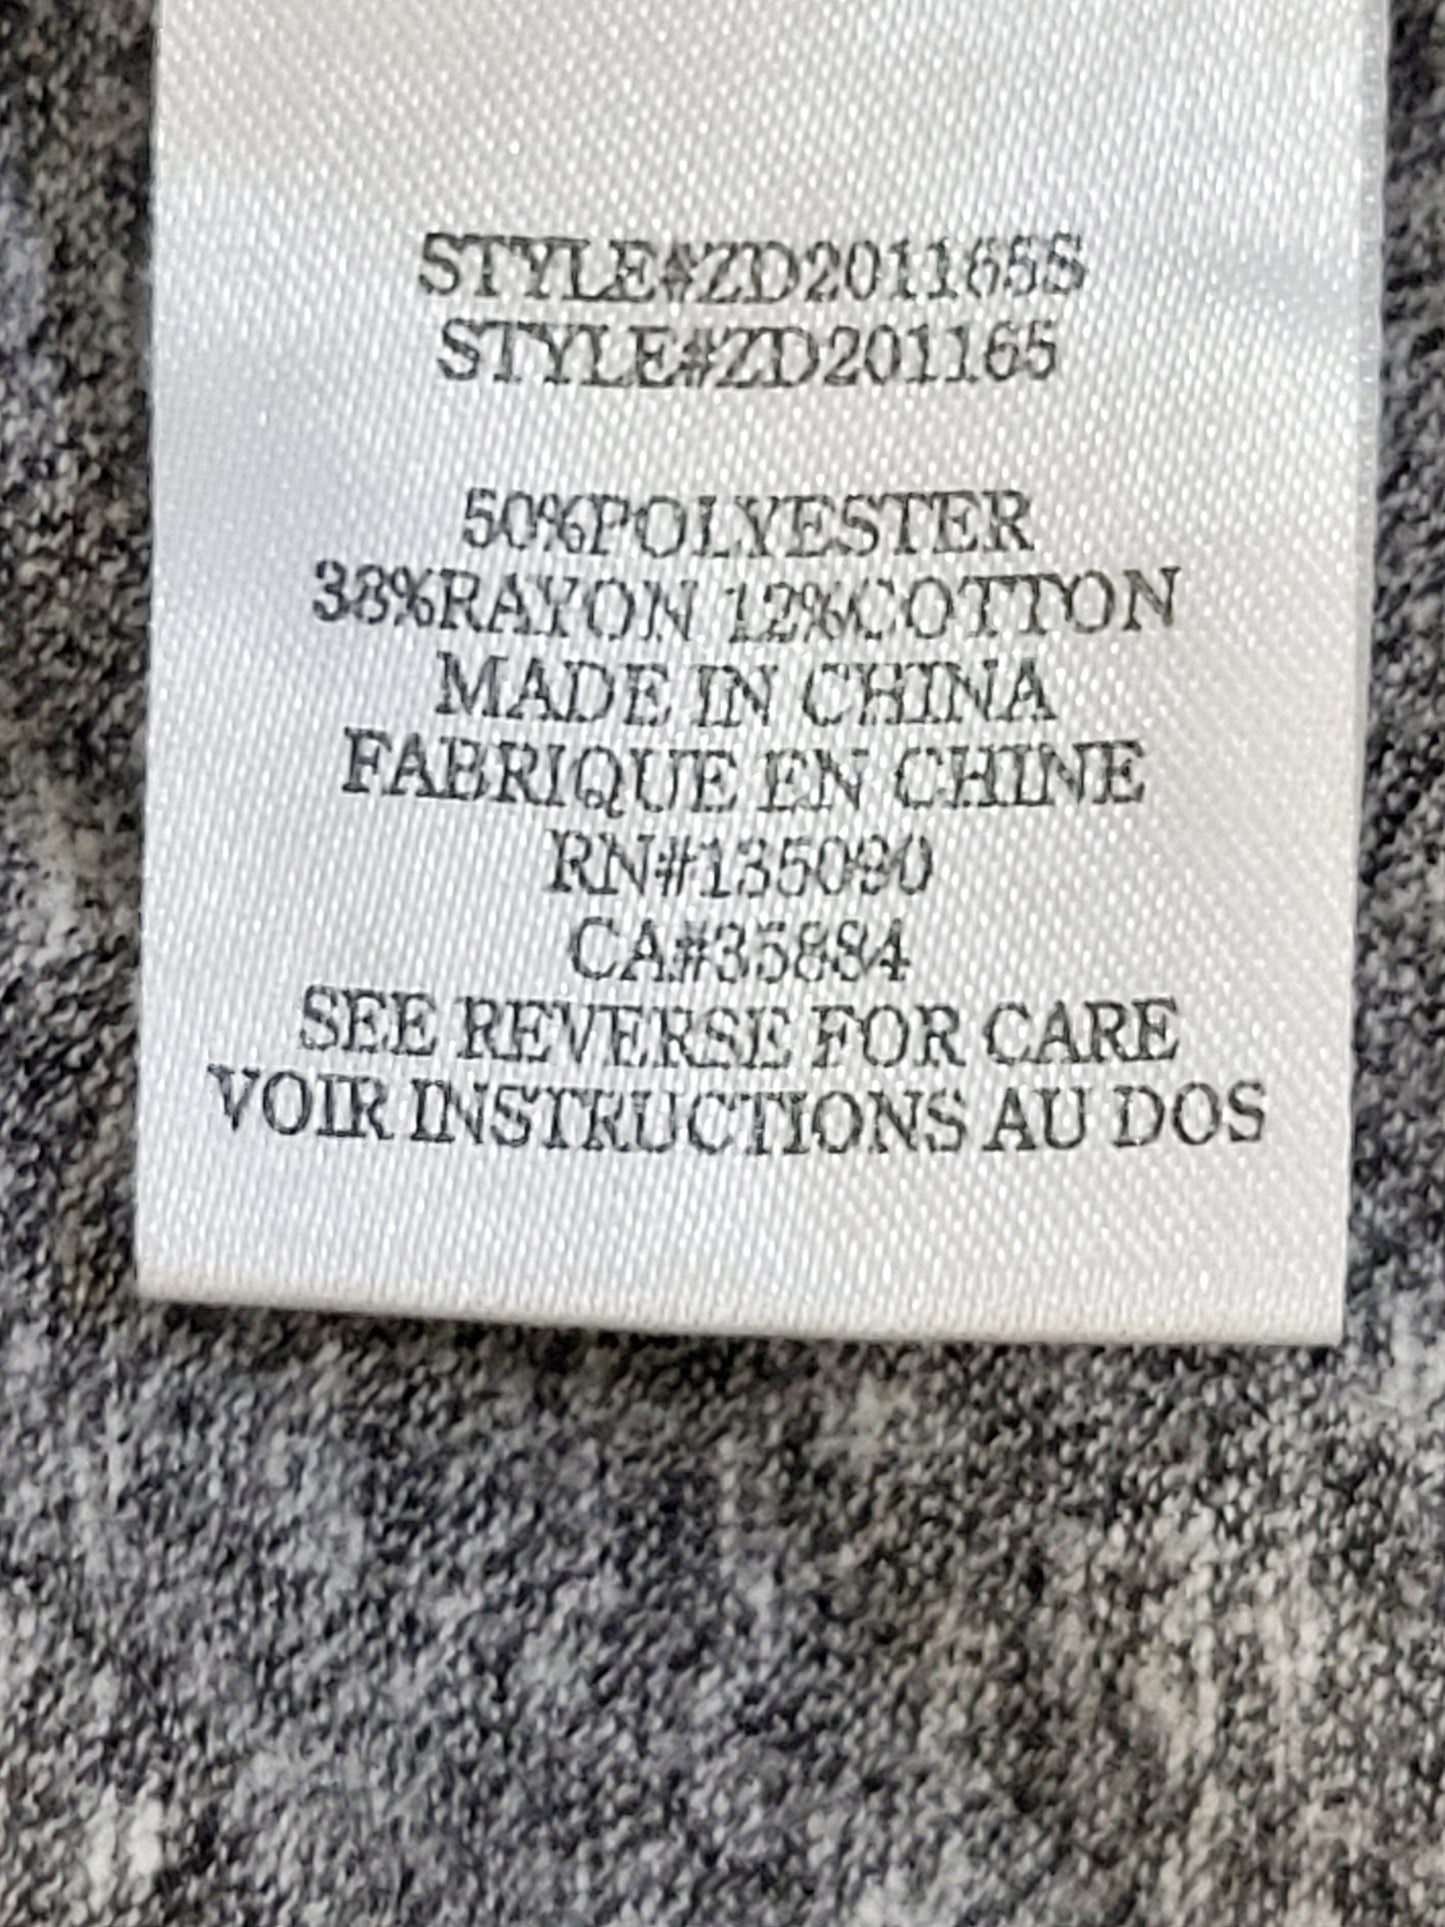 STYLE#ZD201165S
STYLE#ZD201165
50%POLYESTER
38%RAYON 12%COTTON
MADE IN CHINA
FABRIQUE EN CHINE
RN#135090
CA#35884
SEE REVERSE FOR CARE
VOIR INSTRUCTIONS AU DOS